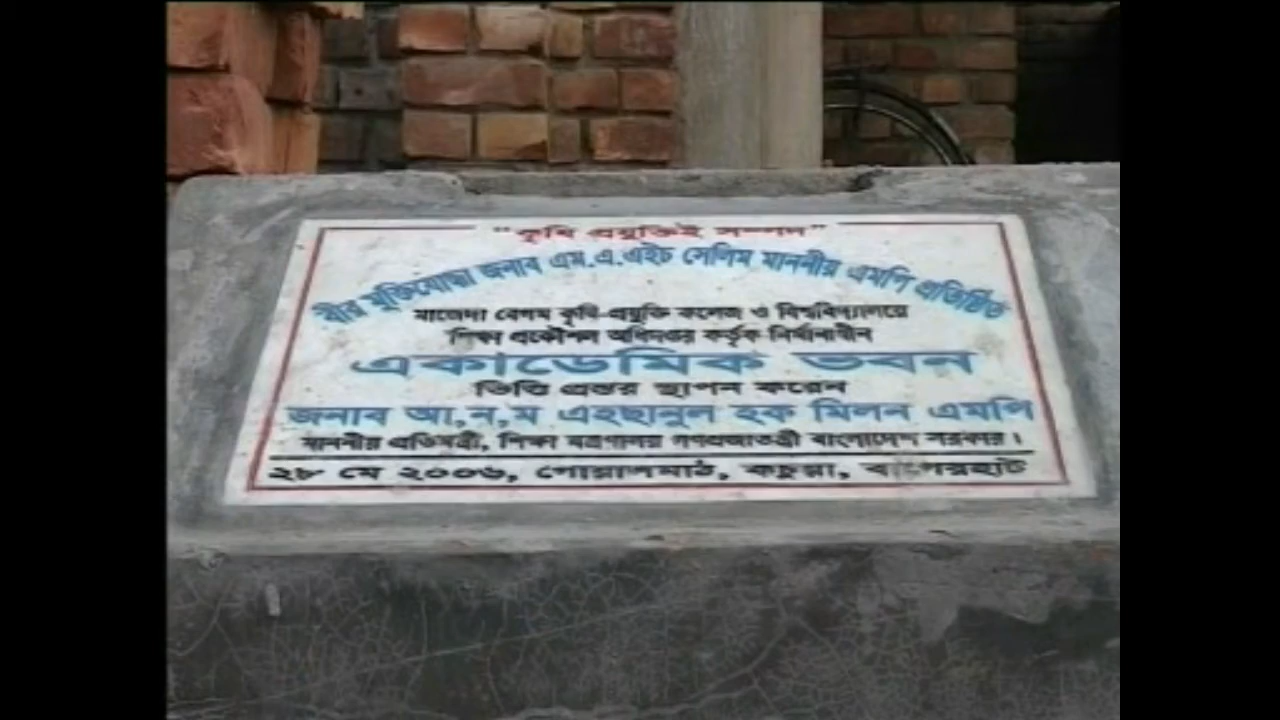 "কৃষি প্রযুক্তিই সম্পদ"
বীর মুক্তিযোদ্ধা জনাব এম.এ.এইচ সেলিম মাননীয় এমপি প্রতিষ্ঠিত
মাজেদা বেগম কৃষি-প্রযুক্তি কলেজ ও বিশ্ববিদ্যালয়ে
শিক্ষা প্রকৌশল অধিদপ্তর কর্তৃক নির্মাণাধীন
একাডেমিক ভবন
ভিত্তি প্রস্তর স্থাপন করেন
জনাব আ,ন,ম এহছানুল হক মিলন এমপি
মাননীয় প্রতিমন্ত্রী, শিক্ষা মন্ত্রণালয় গণপ্রজাতন্ত্রী বাংলাদেশ সরকার।
২৮ মে ২০০৬, গোয়ালমাঠ, কচুয়া, বাগেরহাট